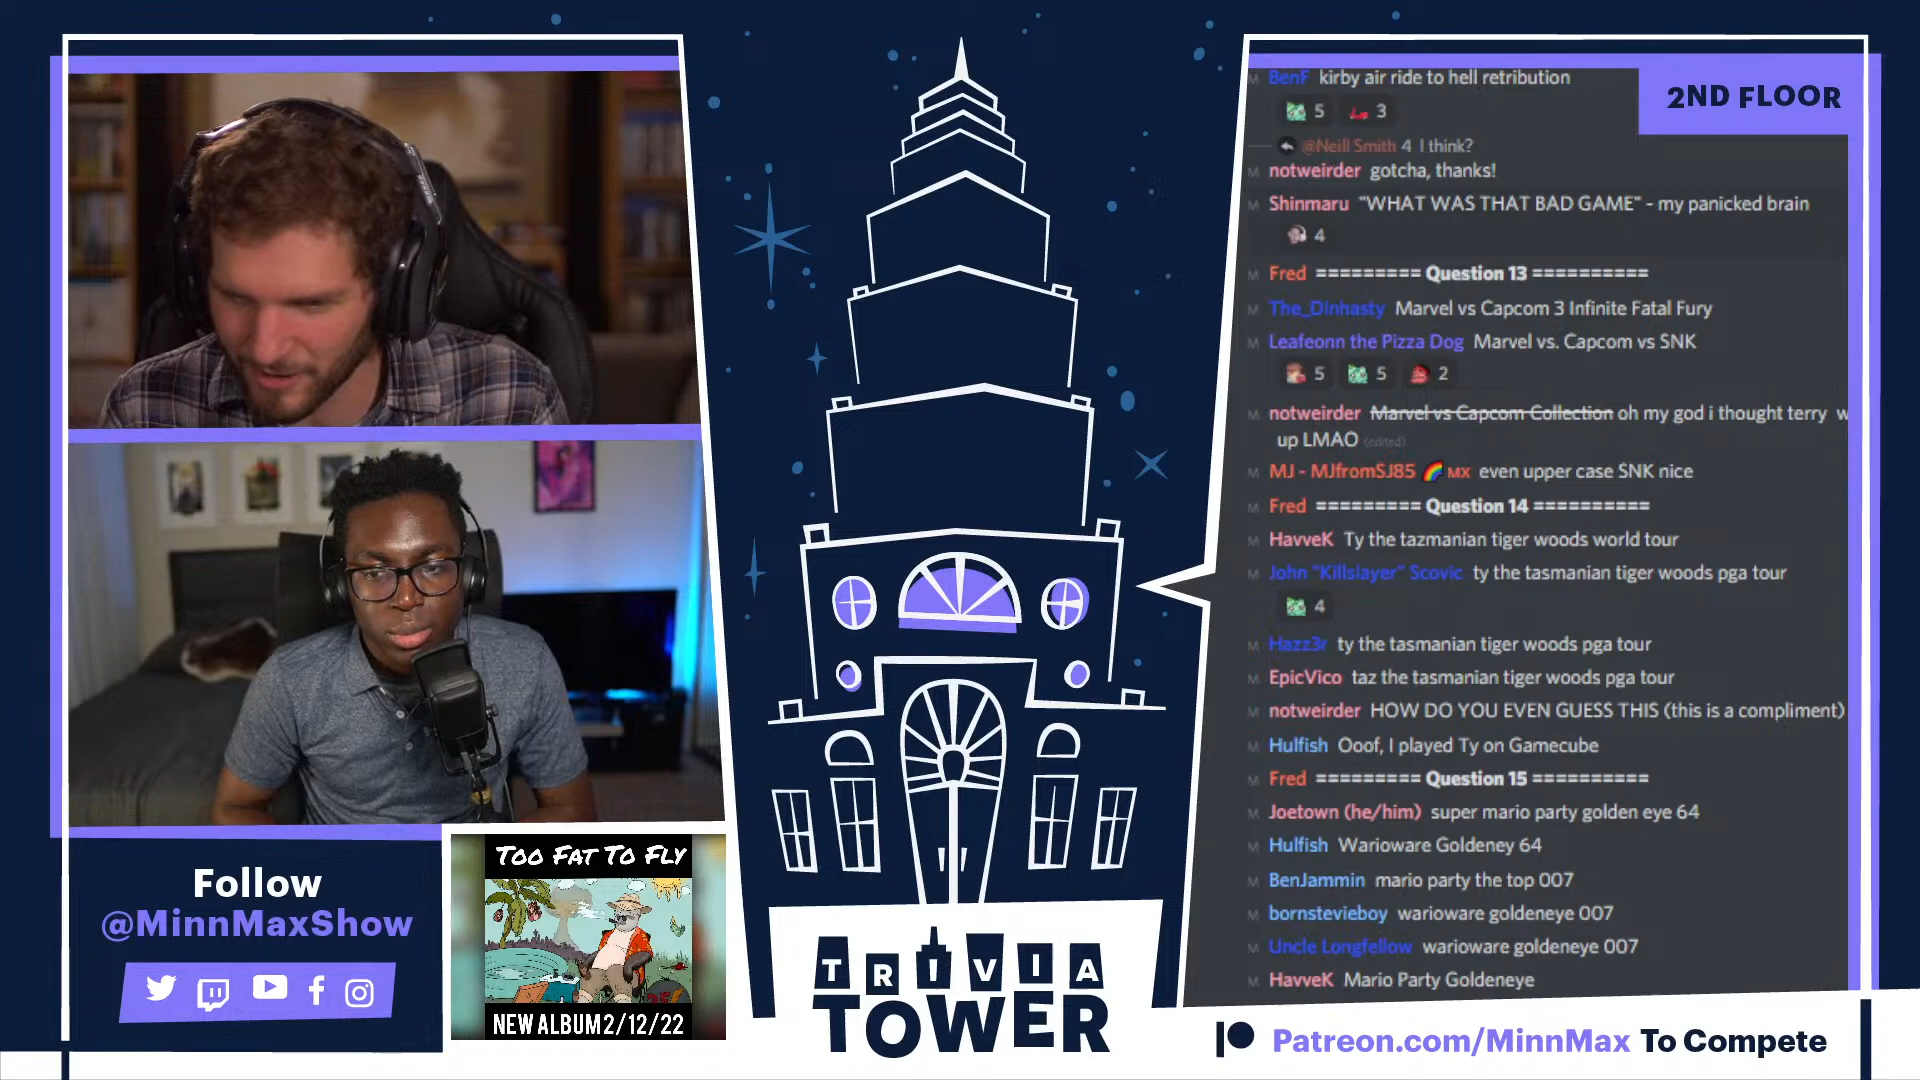 2ND FLOOR
BenF kirby air ride to hell retribution
5 3
@Neill Smith 4 I think?
notweirder gotcha, thanks!
Shinmaru "WHAT WAS THAT BAD GAME" - my panicked brain
4
Fred ========= Question 13 ==========
The_Dinhasty Marvel vs Capcom 3 Infinite Fatal Fury
Leafeonn the Pizza Dog Marvel vs. Capcom vs SNK
5 5 2
notweirder Marvel vs Capcom Collection oh my god i thought terry w
up LMAO (edited)
MJ - MJfromSJ85 MX even upper case SNK nice
Fred ========= Question 14 ==========
HavveK Ty the tazmanian tiger woods world tour
John "Killslayer" Scovic ty the tasmanian tiger woods pga tour
4
Hazz3r ty the tasmanian tiger woods pga tour
EpicVico taz the tasmanian tiger woods pga tour
notweirder HOW DO YOU EVEN GUESS THIS (this is a compliment)
Hulfish Ooof, I played Ty on Gamecube
Fred ========= Question 15 ==========
Joetown (he/him) super mario party golden eye 64
Hulfish Warioware Goldeney 64
BenJammin mario party the top 007
bornstevieboy warioware goldeneye 007
Uncle Longfellow warioware goldeneye 007
HavveK Mario Party Goldeneye
Follow
@MinnMaxShow
TOO FAT TO FLY
NEW ALBUM 2/12/22
TRIVIA
TOWER
Patreon.com/MinnMax To Compete